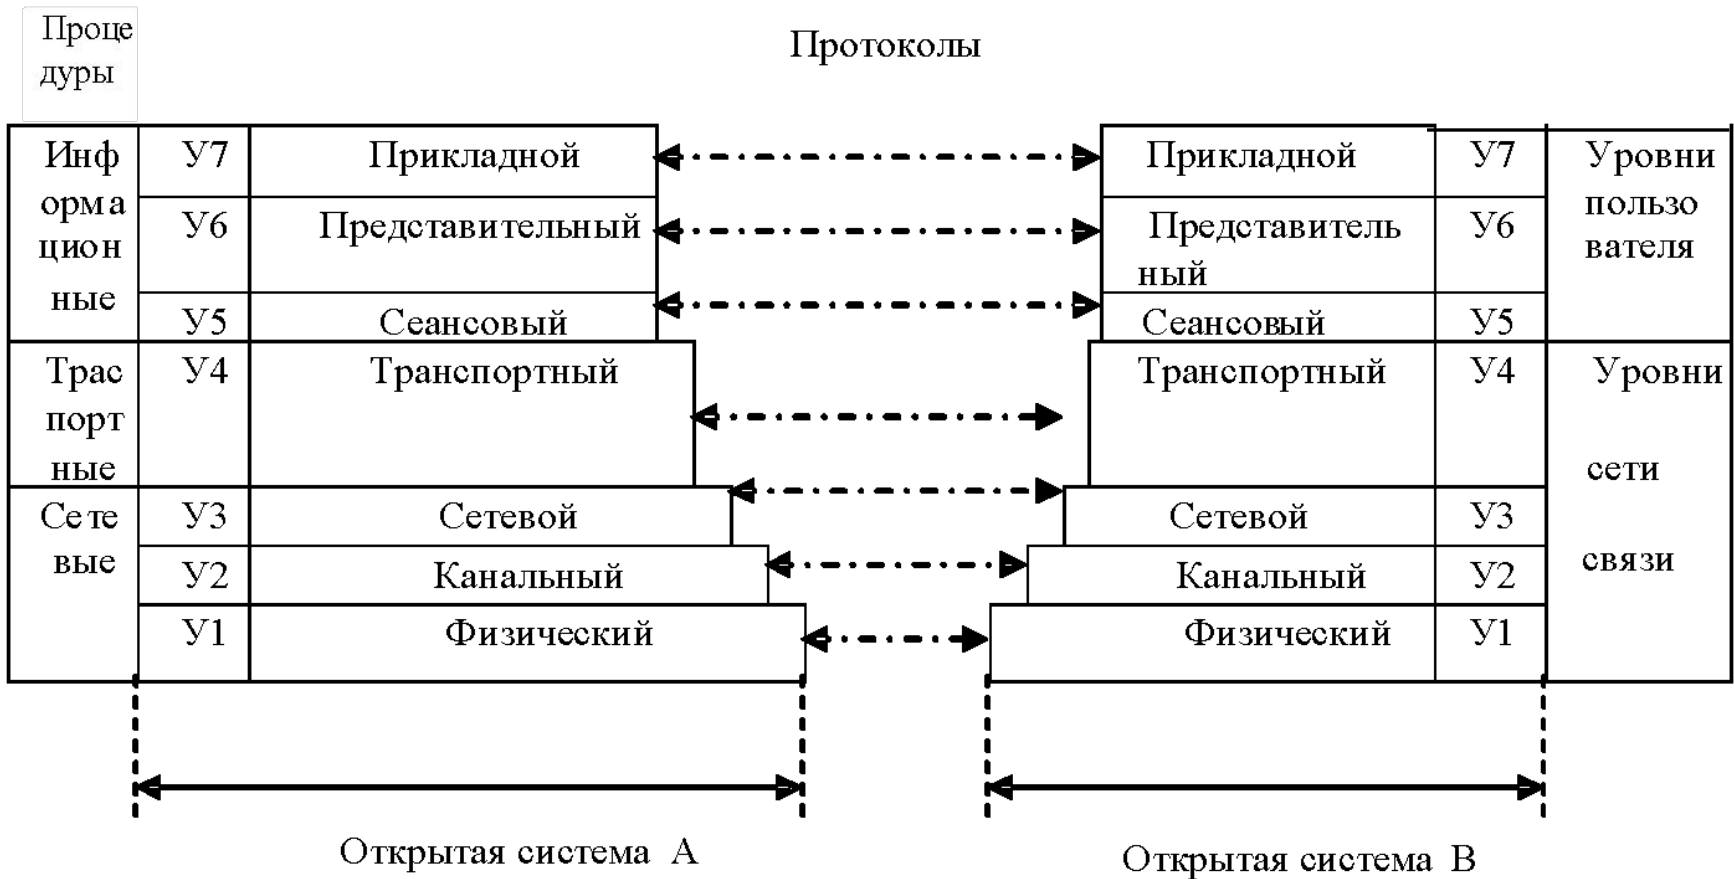 Проце
дуры
Протоколы
Инф
орма
цион
ные
У7 Прикладной
У6 Представительный
У5 Сеансовый
Трас
порт
ные
У4 Транспортный
Сете
вые
У3 Сетевой
У2 Канальный
У1 Физический
Прикладной У7
Представитель У6
ный
Сеансовый У5
Уровни
пользо
вателя
Транспортный У4
Сетевой У3
Канальный У2
Физический У1
Уровни
сети
связи
Открытая система А
Открытая система В